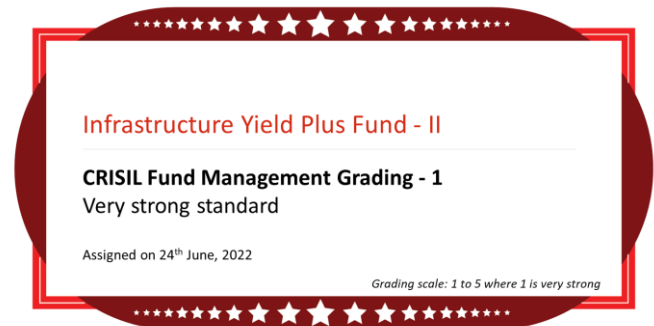 Infrastructure Yield Plus Fund - II
CRISIL Fund Management Grading - 1
Very strong standard
Assigned on 24th June, 2022
Grading scale: 1 to 5 where 1 is very strong